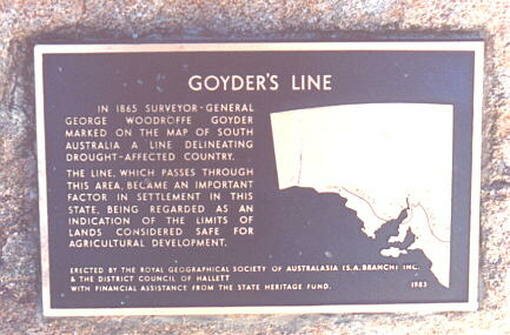 GOYDER'S LINE
IN 1865 SURVEYOR-GENERAL
GEORGE WOODROFFE GOYDER
MARKED ON THE MAP OF SOUTH
AUSTRALIA A LINE DELINEATING
DROUGHT-AFFECTED COUNTRY.
THE LINE, WHICH PASSES THROUGH
THIS AREA, BECAME AN IMPORTANT
FACTOR IN SETTLEMENT IN THIS
STATE, BEING REGARDED AS AN
INDICATION OF THE LIMITS OF
LANDS CONSIDERED SAFE FOR
AGRICULTURAL DEVELOPMENT.
ERECTED BY THE ROYAL GEOGRAPHICAL SOCIETY OF AUSTRALASIA (S.A. BRANCH) INC.
& THE DISTRICT COUNCIL OF HALLETT
WITH FINANCIAL ASSISTANCE FROM THE STATE HERITAGE FUND. 1983